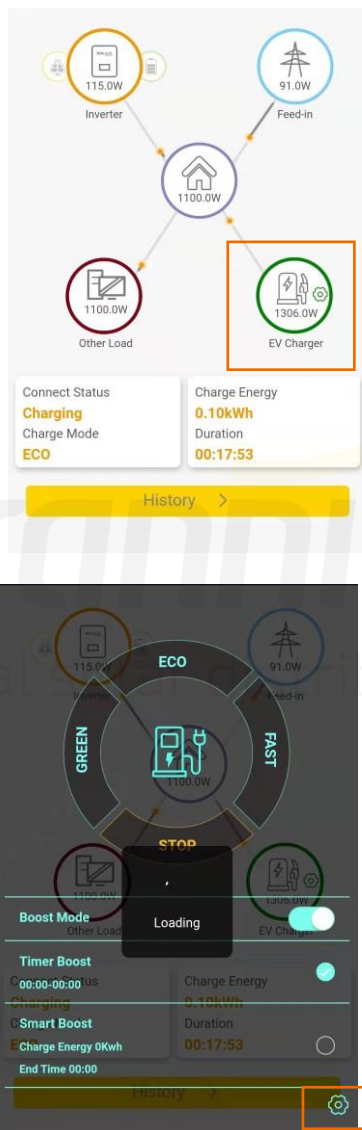 SOLAX
115.0W
91.0W
Inverter
Feed-in
1100.0W
1100.0W
1306.0W
Other Load
EV Charger
Connect Status
Charge Energy
Charging
0.10kWh
Charge Mode
Duration
ECO
00:17:53
History >
115.0W
ECO
91.0W
Inverter
Feed-in
GREEN
FAST
1100.0W
STOP
1100.0W
1306.0W
Boost Mode
Loading
Other Load
EV Charger
Timer Boost
00:00-00:00
Status
Charge Energy
Charging
0.10kWh
Smart Boost
Duration
Charge Energy 0Kwh
00:17:53
End Time 00:00
History >